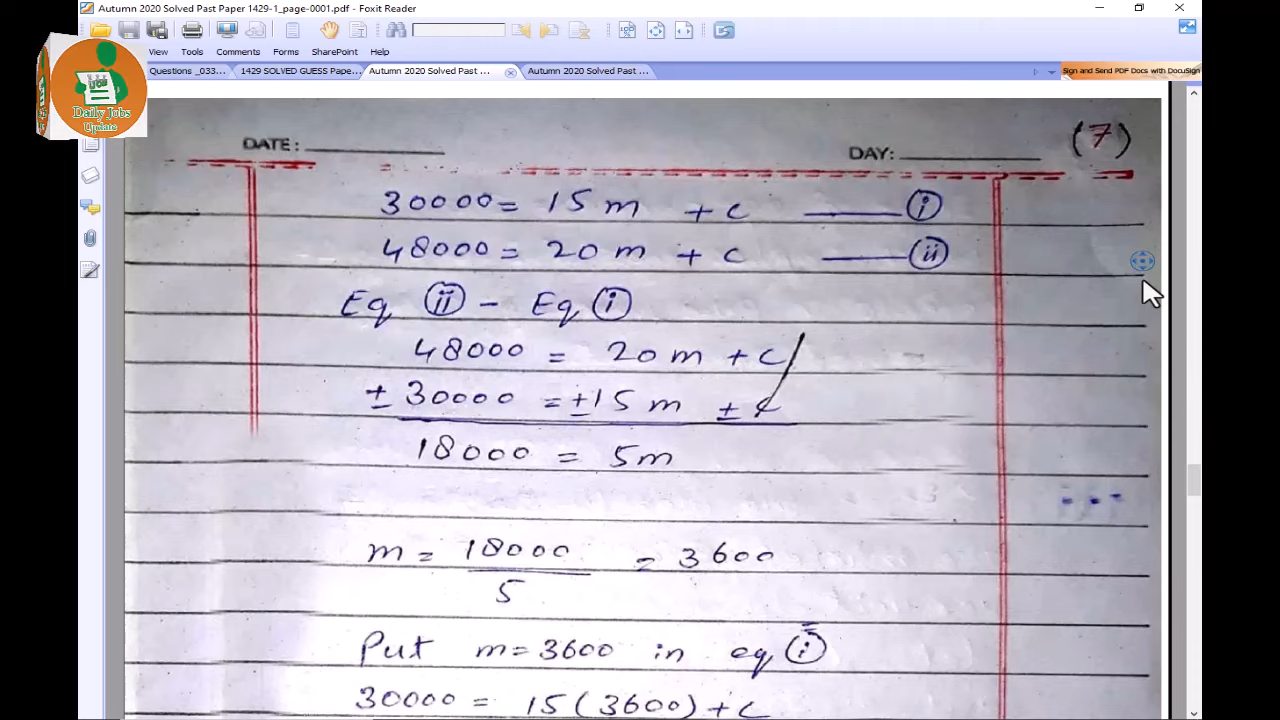 Autumn 2020 Solved Past Paper 1429-1_page-0001.pdf - Foxit Reader
View Tools Comments Forms SharePoint Help
Questions _033... 1429 SOLVED GUESS Pape... Autumn 2020 Solved Past ... Autumn 2020 Solved Past ...
Sign and Send PDF Docs with DocuSign
JOB
Daily Jobs
Update
DATE: DAY: (7)
30000 = 15m + c (i)
48000 = 20m + c (ii)
Eq (ii) - Eq (i)
48000 = 20m + c
± 30000 = ±15m ± c
18000 = 5m
m = 18000 / 5 = 3600
Put m = 3600 in eq (i)
30000 = 15(3600) + c